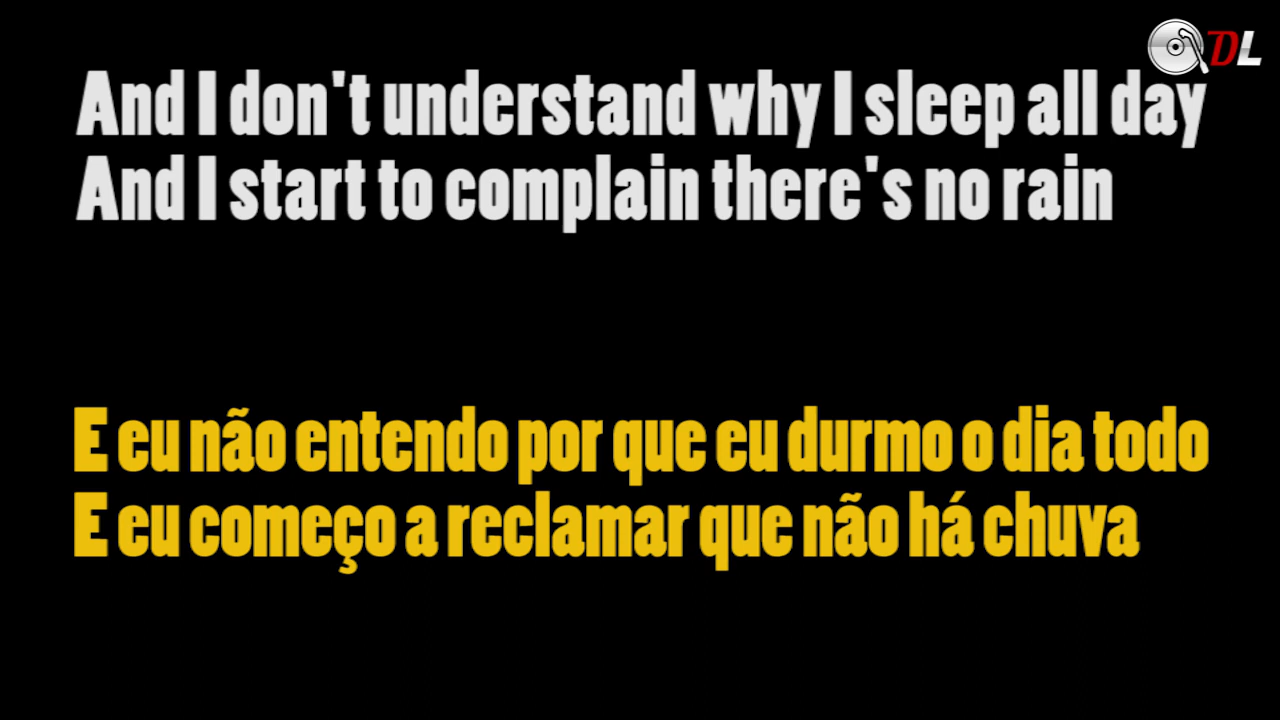 DL
And I don't understand why I sleep all day
And I start to complain there's no rain
E eu não entendo por que eu durmo o dia todo
E eu começo a reclamar que não há chuva